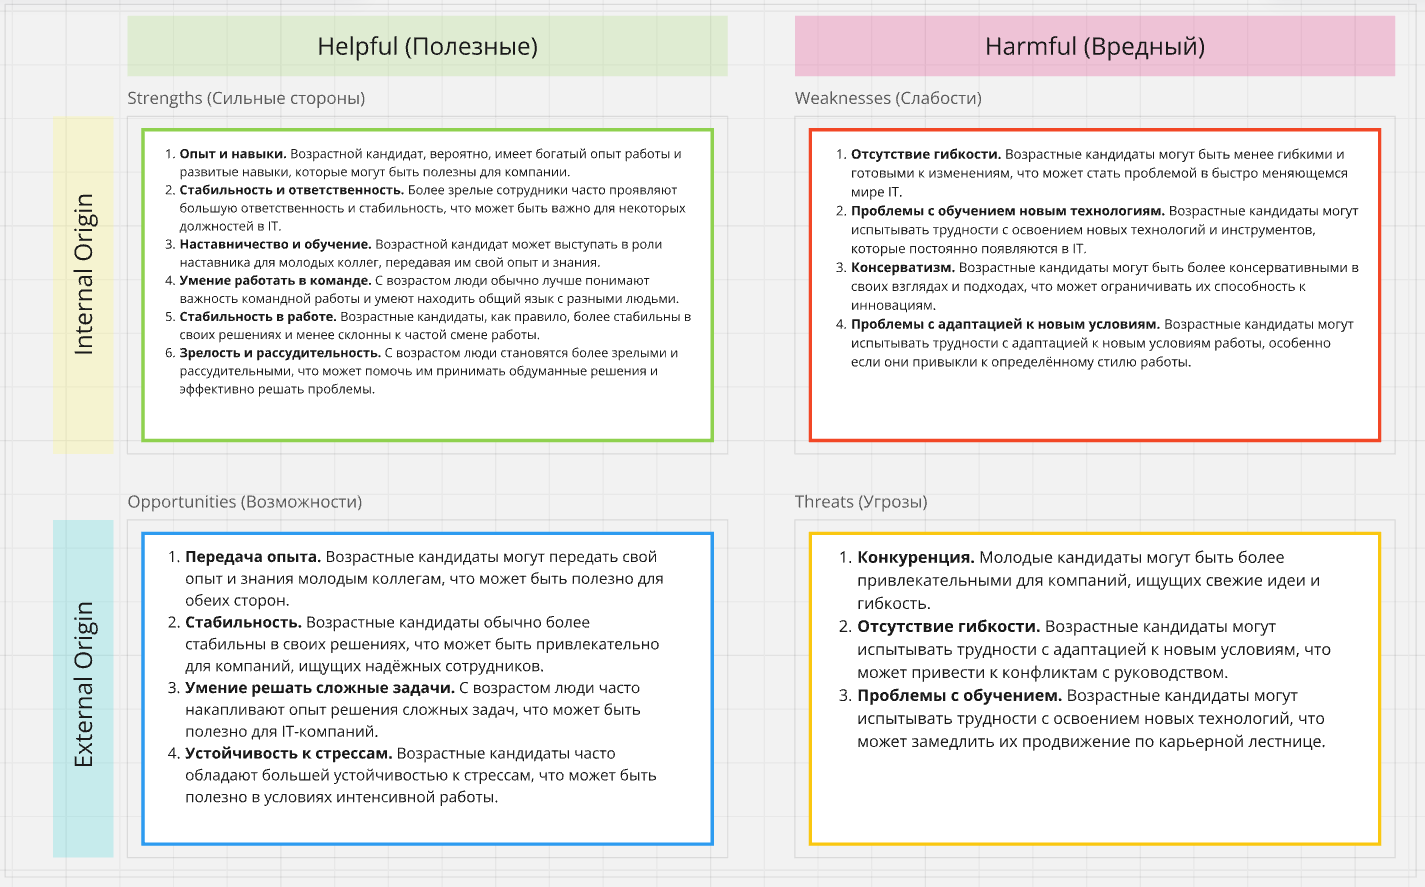 Helpful (Полезные)
Harmful (Вредный)
Strengths (Сильные стороны)
Weaknesses (Слабости)
Internal Origin
1. Опыт и навыки. Возрастной кандидат, вероятно, имеет богатый опыт работы и
развитые навыки, которые могут быть полезны для компании.
2. Стабильность и ответственность. Более зрелые сотрудники часто проявляют
большую ответственность и стабильность, что может быть важно для некоторых
должностей в IT.
3. Наставничество и обучение. Возрастной кандидат может выступать в роли
наставника для молодых коллег, передавая им свой опыт и знания.
4. Умение работать в команде. С возрастом люди обычно лучше понимают
важность командной работы и умеют находить общий язык с разными людьми.
5. Стабильность в работе. Возрастные кандидаты, как правило, более стабильны в
своих решениях и менее склонны к частой смене работы.
6. Зрелость и рассудительность. С возрастом люди становятся более зрелыми и
рассудительными, что может помочь им принимать обдуманные решения и
эффективно решать проблемы.
1. Отсутствие гибкости. Возрастные кандидаты могут быть менее гибкими и
готовыми к изменениям, что может стать проблемой в быстро меняющемся
мире IT.
2. Проблемы с обучением новым технологиям. Возрастные кандидаты могут
испытывать трудности с освоением новых технологий и инструментов,
которые постоянно появляются в IT.
3. Консерватизм. Возрастные кандидаты могут быть более консервативными в
своих взглядах и подходах, что может ограничивать их способность к
инновациям.
4. Проблемы с адаптацией к новым условиям. Возрастные кандидаты могут
испытывать трудности с адаптацией к новым условиям работы, особенно
если они привыкли к определённому стилю работы.
Opportunities (Возможности)
Threats (Угрозы)
External Origin
1. Передача опыта. Возрастные кандидаты могут передать свой
опыт и знания молодым коллегам, что может быть полезно для
обеих сторон.
2. Стабильность. Возрастные кандидаты обычно более
стабильны в своих решениях, что может быть привлекательно
для компаний, ищущих надёжных сотрудников.
3. Умение решать сложные задачи. С возрастом люди часто
накапливают опыт решения сложных задач, что может быть
полезно для IT-компаний.
4. Устойчивость к стрессам. Возрастные кандидаты часто
обладают большей устойчивостью к стрессам, что может быть
полезно в условиях интенсивной работы.
1. Конкуренция. Молодые кандидаты могут быть более
привлекательными для компаний, ищущих свежие идеи и
гибкость.
2. Отсутствие гибкости. Возрастные кандидаты могут
испытывать трудности с адаптацией к новым условиям, что
может привести к конфликтам с руководством.
3. Проблемы с обучением. Возрастные кандидаты могут
испытывать трудности с освоением новых технологий, что
может замедлить их продвижение по карьерной лестнице.